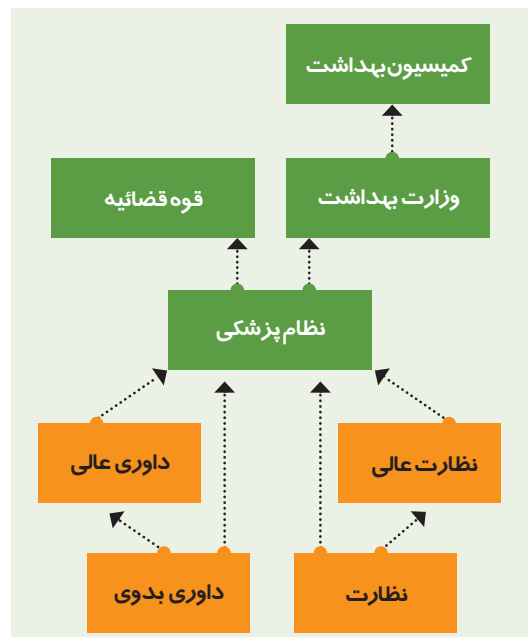 کمیسیون بهداشت
وزارت بهداشت
قوه قضائیه
نظام پزشکی
نظارت عالی
داوری عالی
نظارت
داوری بدوی